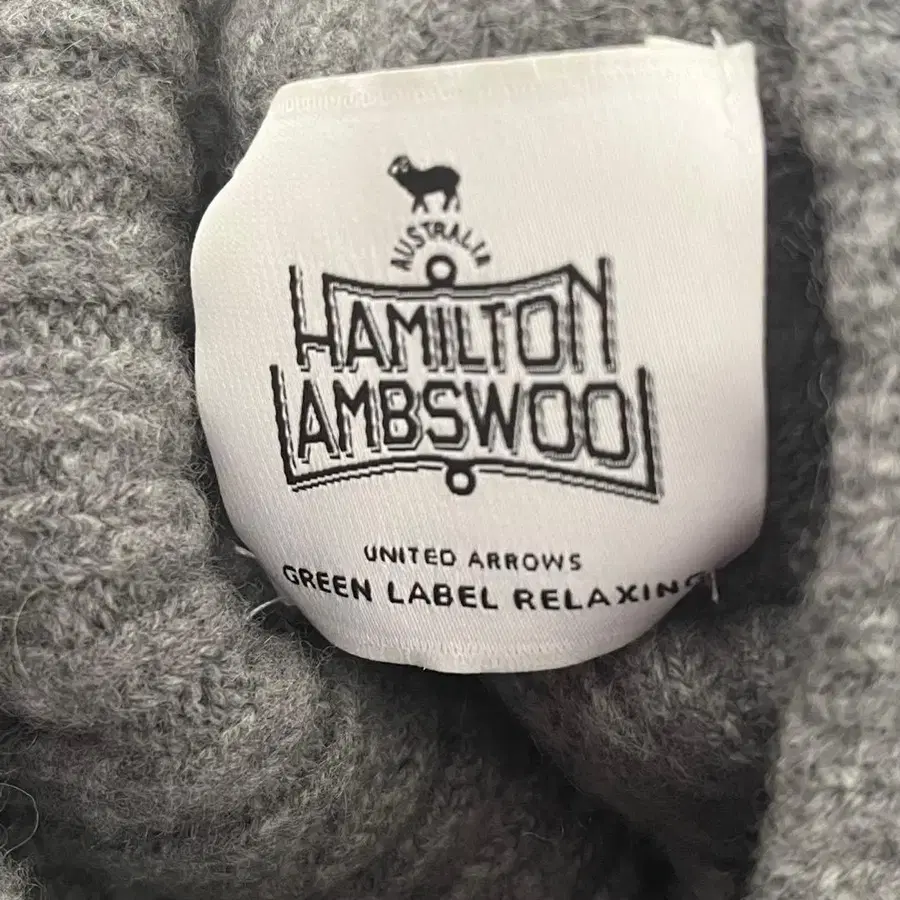 AUSTRALIA
HAMILTON
LAMBSWOOL
UNITED ARROWS
GREEN LABEL RELAXING